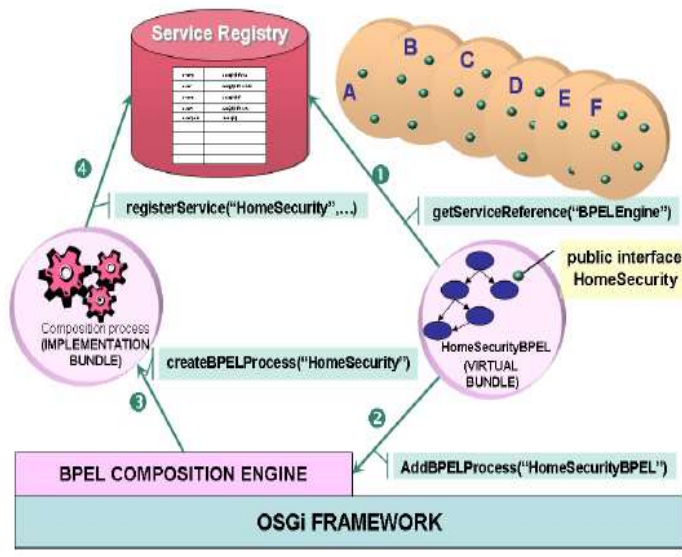 Service Registry
A
B
C
D
E
F
4
1
registerService("HomeSecurity",...)
getServiceReference("BPELEngine")
public interface
HomeSecurity
Composition process
(IMPLEMENTATION
BUNDLE)
HomeSecurityBPEL
(VIRTUAL
BUNDLE)
createBPELProcess("HomeSecurity")
3
2
AddBPELProcess("HomeSecurityBPEL")
BPEL COMPOSITION ENGINE
OSGi FRAMEWORK